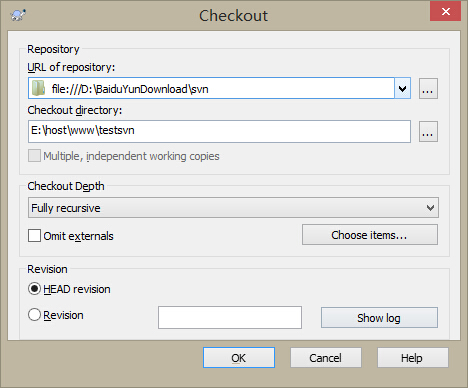 Checkout
Repository
URL of repository:
file:///D:\BaiduYunDownload\svn
...
Checkout directory:
E:\host\www\testsvn
...
Multiple, independent working copies
Checkout Depth
Fully recursive
Omit externals
Choose items...
Revision
HEAD revision
Revision
Show log
OK
Cancel
Help